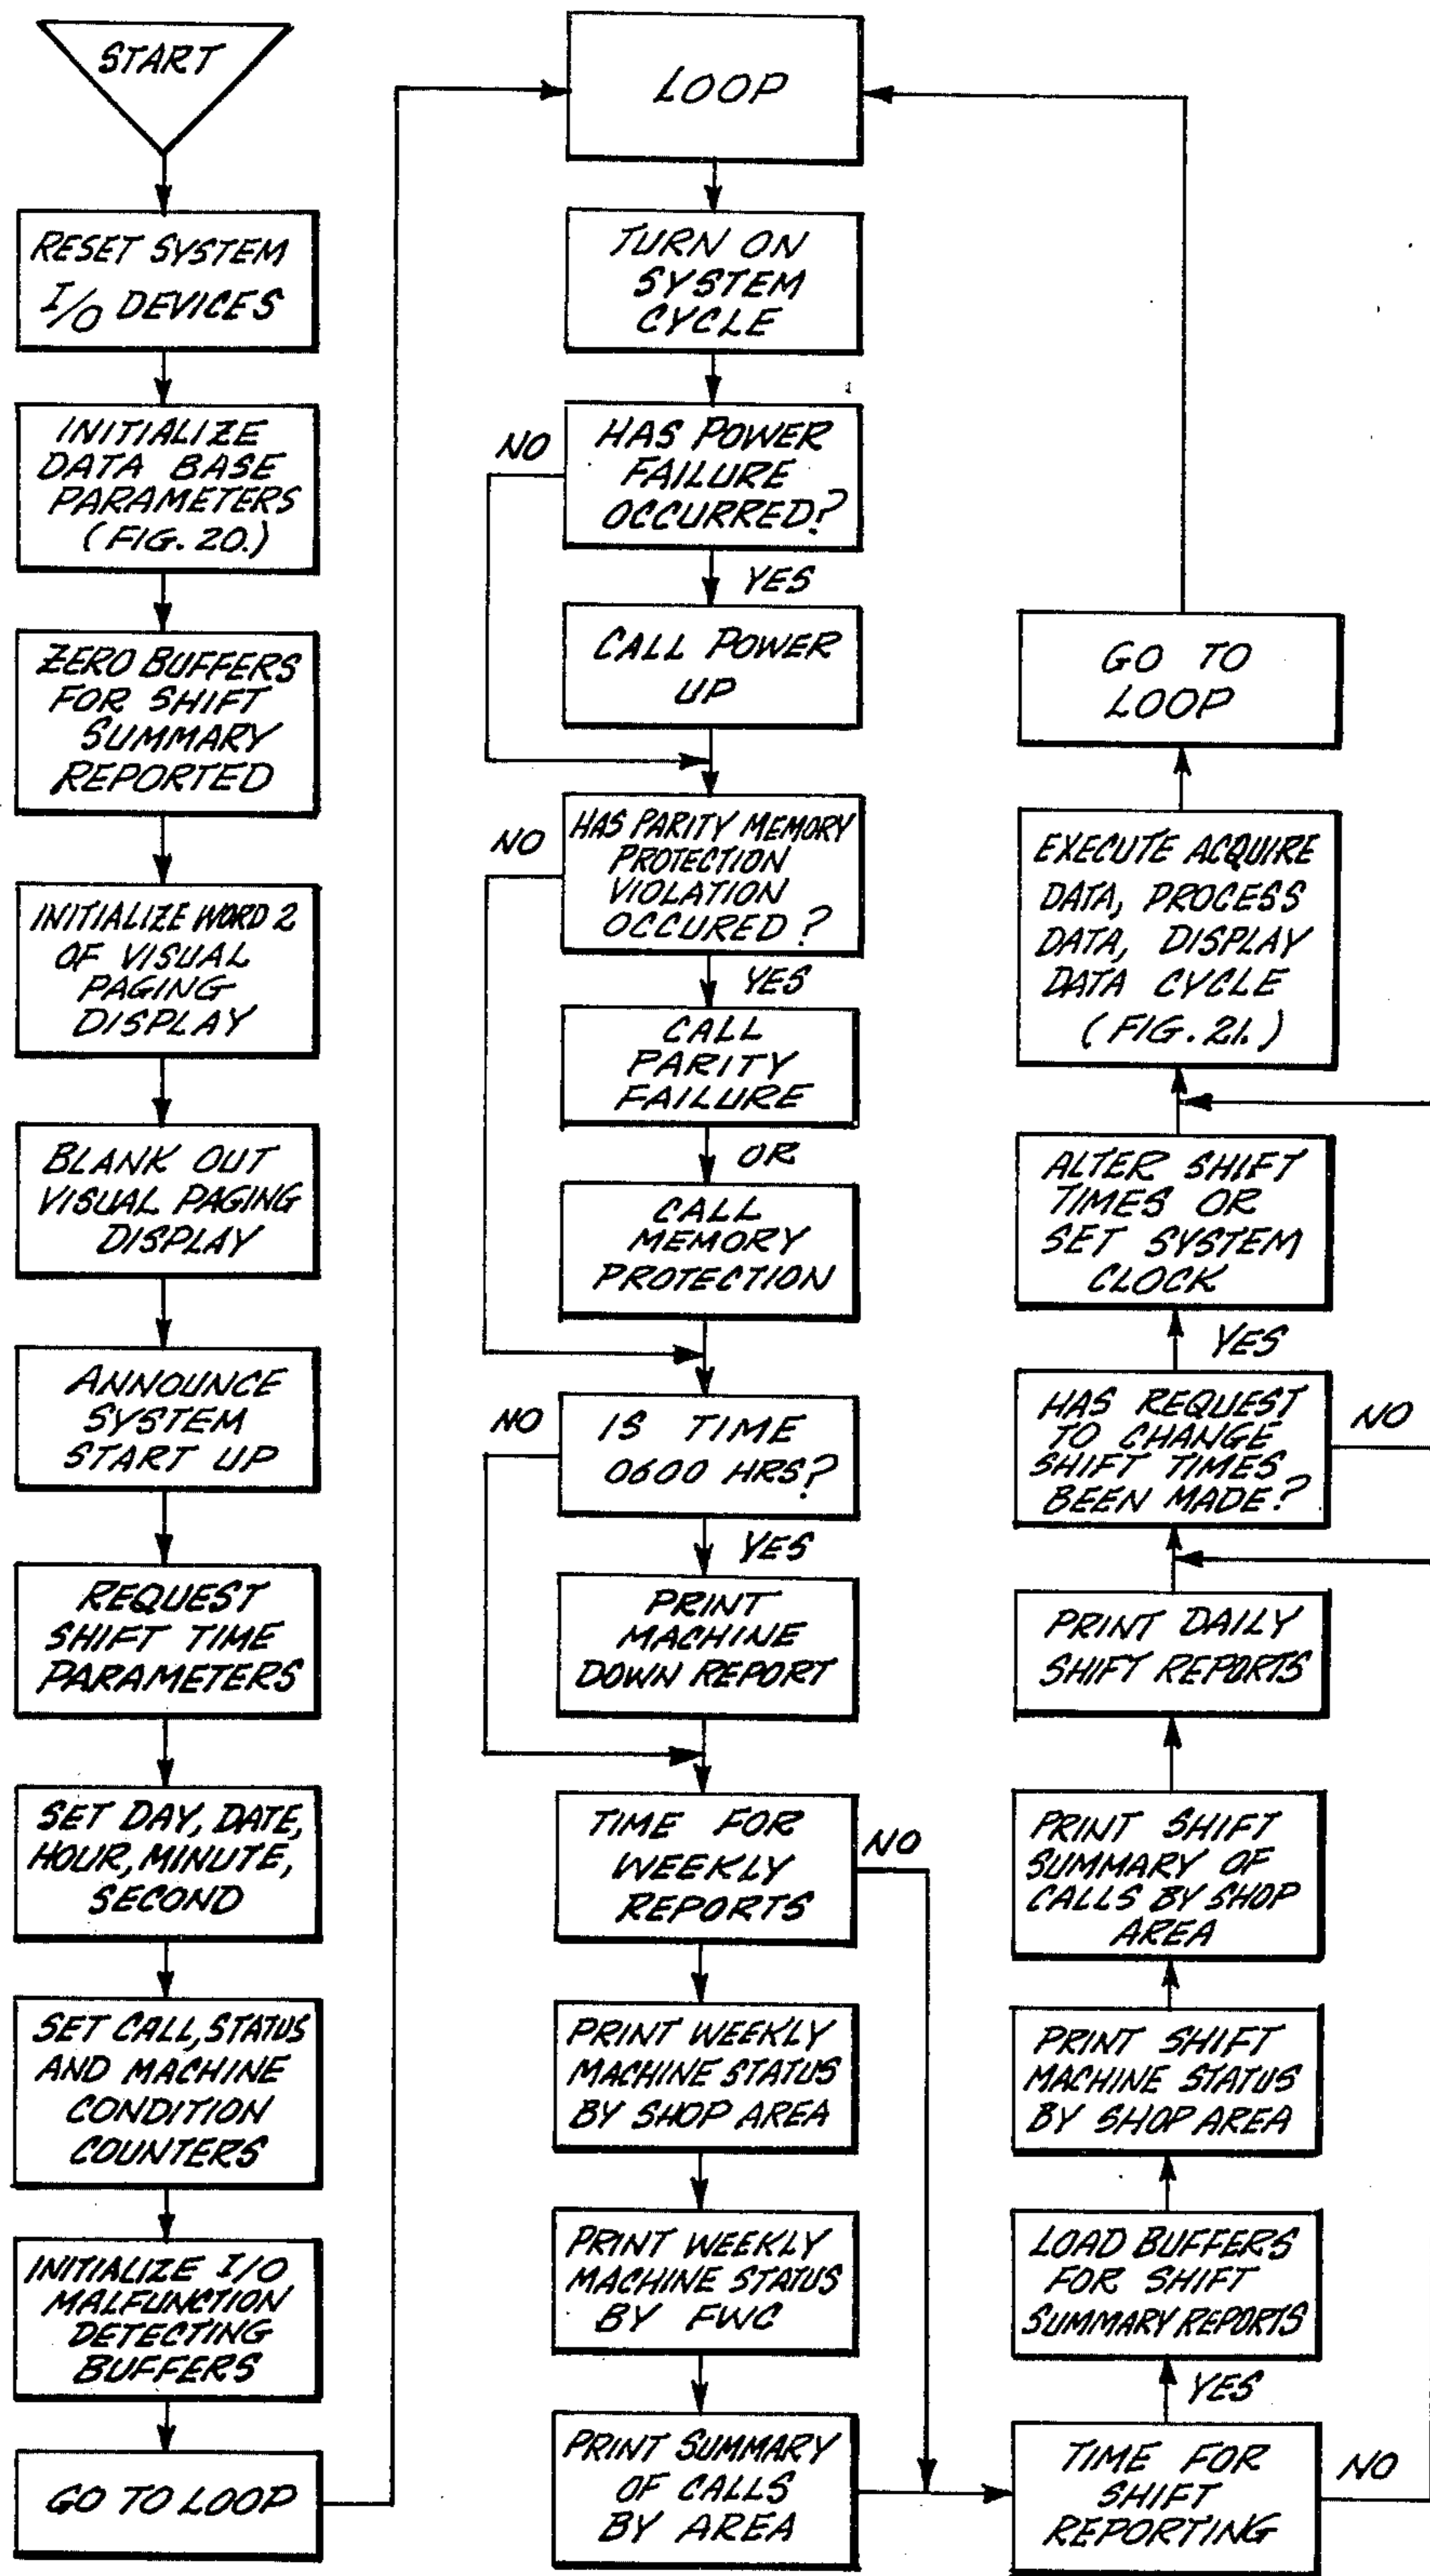 START
RESET SYSTEM
I/O DEVICES
INITIALIZE
DATA BASE
PARAMETERS
(FIG. 20.)
ZERO BUFFERS
FOR SHIFT
SUMMARY
REPORTED
INITIALIZE WORD 2
OF VISUAL
PAGING
DISPLAY
BLANK OUT
VISUAL PAGING
DISPLAY
ANNOUNCE
SYSTEM
START UP
REQUEST
SHIFT TIME
PARAMETERS
SET DAY, DATE,
HOUR, MINUTE,
SECOND
SET CALL, STATUS
AND MACHINE
CONDITION
COUNTERS
INITIALIZE I/O
MALFUNCTION
DETECTING
BUFFERS
GO TO LOOP
LOOP
TURN ON
SYSTEM
CYCLE
HAS POWER
FAILURE
OCCURRED?
NO
YES
CALL POWER
UP
HAS PARITY MEMORY
PROTECTION
VIOLATION
OCCURED?
NO
YES
CALL
PARITY
FAILURE
OR
CALL
MEMORY
PROTECTION
IS TIME
0600 HRS?
NO
YES
PRINT
MACHINE
DOWN REPORT
TIME FOR
WEEKLY
REPORTS
NO
PRINT WEEKLY
MACHINE STATUS
BY SHOP AREA
PRINT WEEKLY
MACHINE STATUS
BY FWC
PRINT SUMMARY
OF CALLS
BY AREA
TIME FOR
SHIFT
REPORTING
NO
YES
LOAD BUFFERS
FOR SHIFT
SUMMARY REPORTS
PRINT SHIFT
MACHINE STATUS
BY SHOP AREA
PRINT SHIFT
SUMMARY OF
CALLS BY SHOP
AREA
PRINT DAILY
SHIFT REPORTS
HAS REQUEST
TO CHANGE
SHIFT TIMES
BEEN MADE?
NO
YES
ALTER SHIFT
TIMES OR
SET SYSTEM
CLOCK
EXECUTE ACQUIRE
DATA, PROCESS
DATA, DISPLAY
DATA CYCLE
(FIG. 21.)
GO TO
LOOP